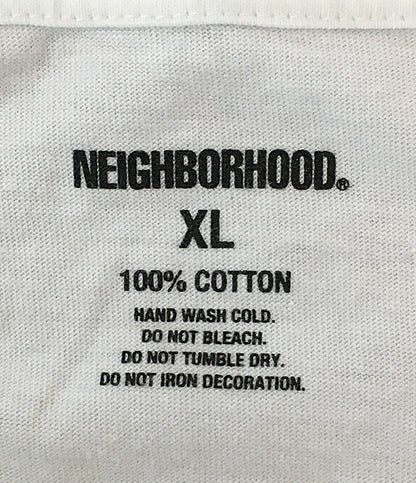 NEIGHBORHOOD®
XL
100% COTTON
HAND WASH COLD.
DO NOT BLEACH.
DO NOT TUMBLE DRY.
DO NOT IRON DECORATION.